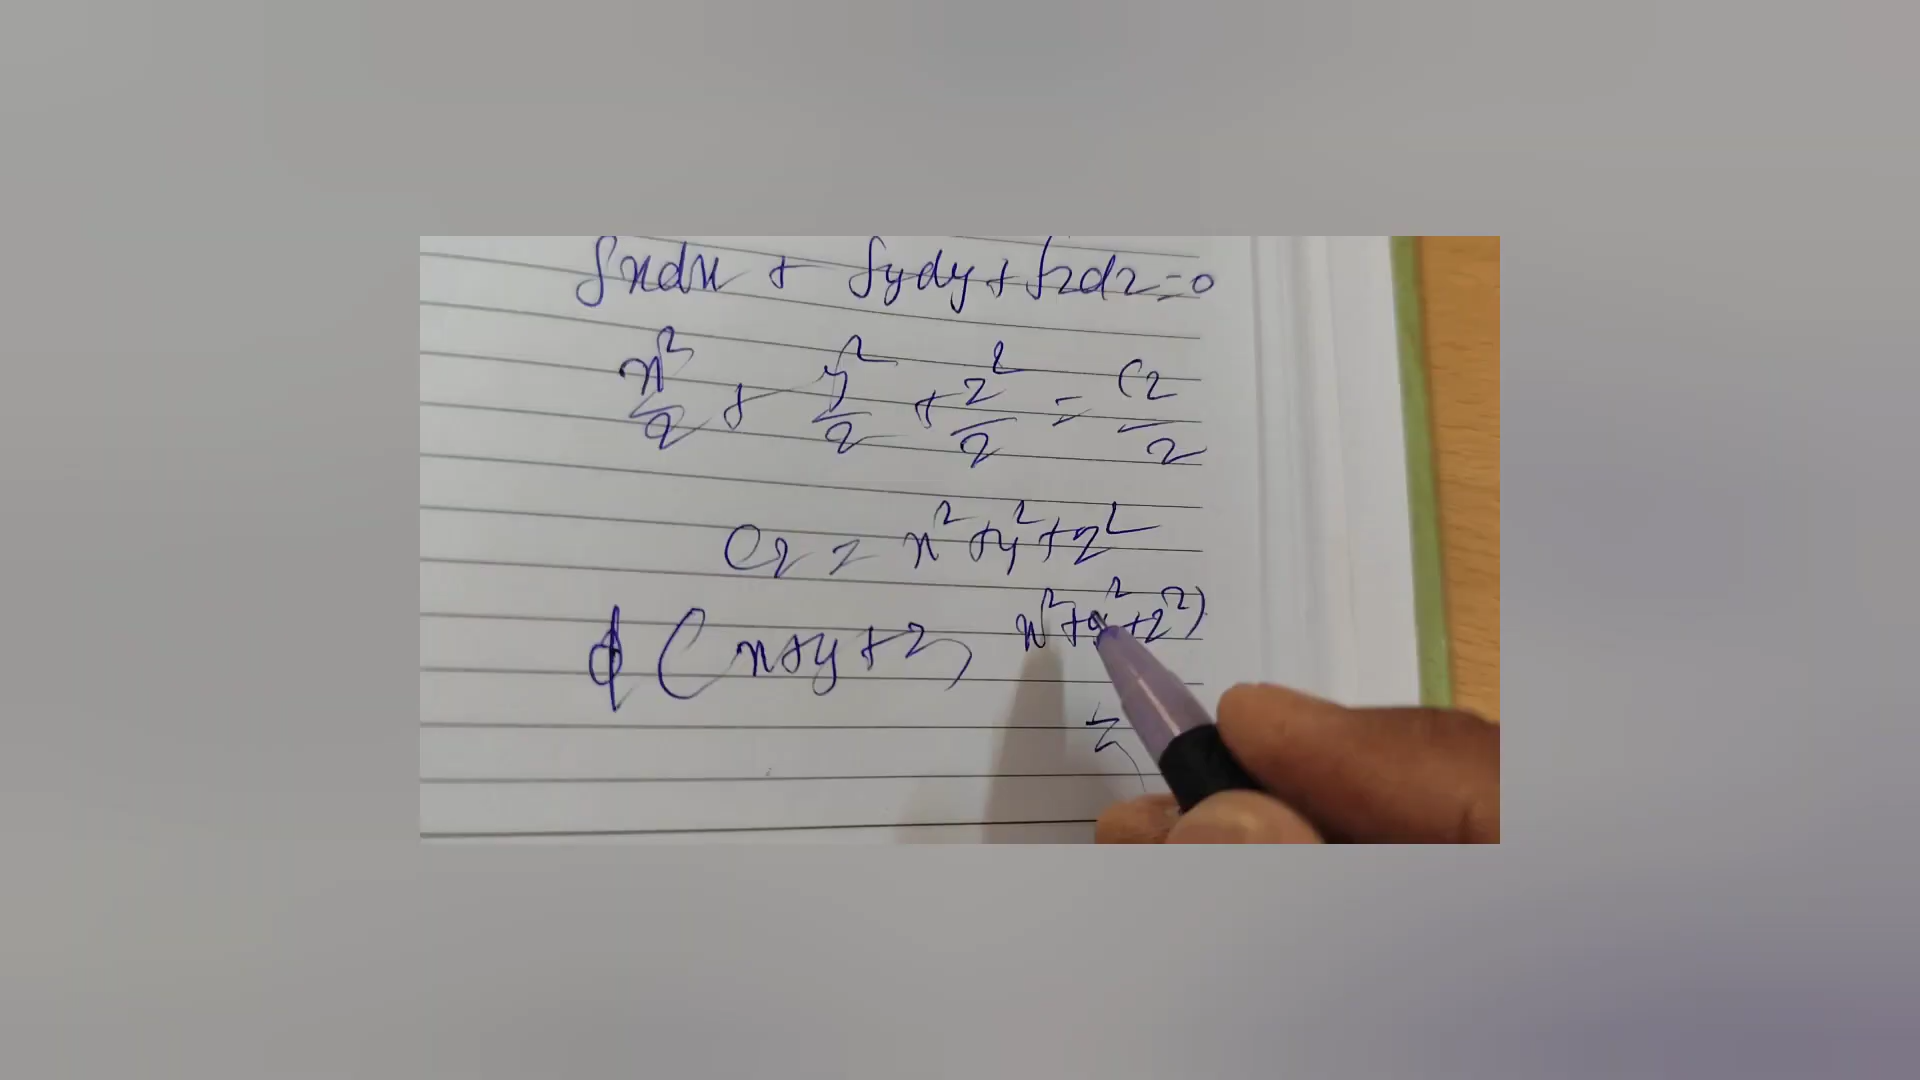 ∫xdx + ∫ydy + ∫zdz = 0
x²/2 + y²/2 + z²/2 = C2/2
C2 = x² + y² + z²
ϕ(x+y+z, x²+y²+z²)
=